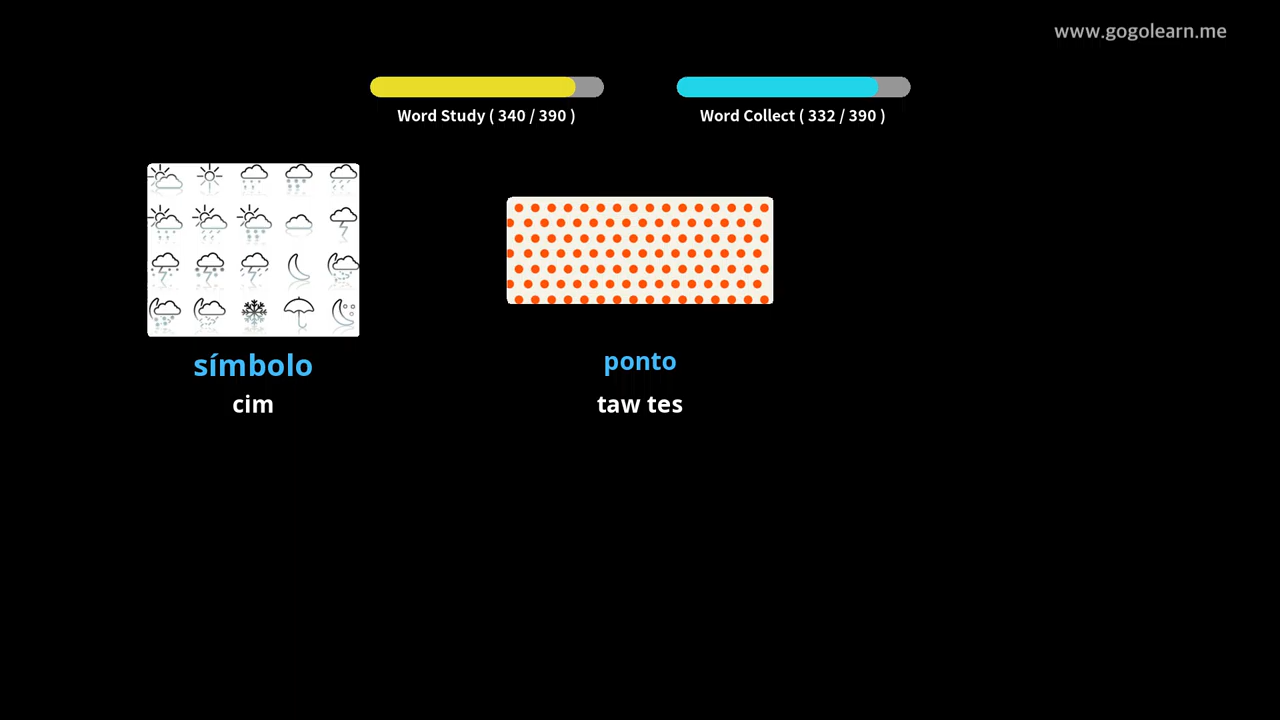 www.gogolearn.me
Word Study ( 340 / 390 )
Word Collect ( 332 / 390 )
símbolo
cim
ponto
taw tes